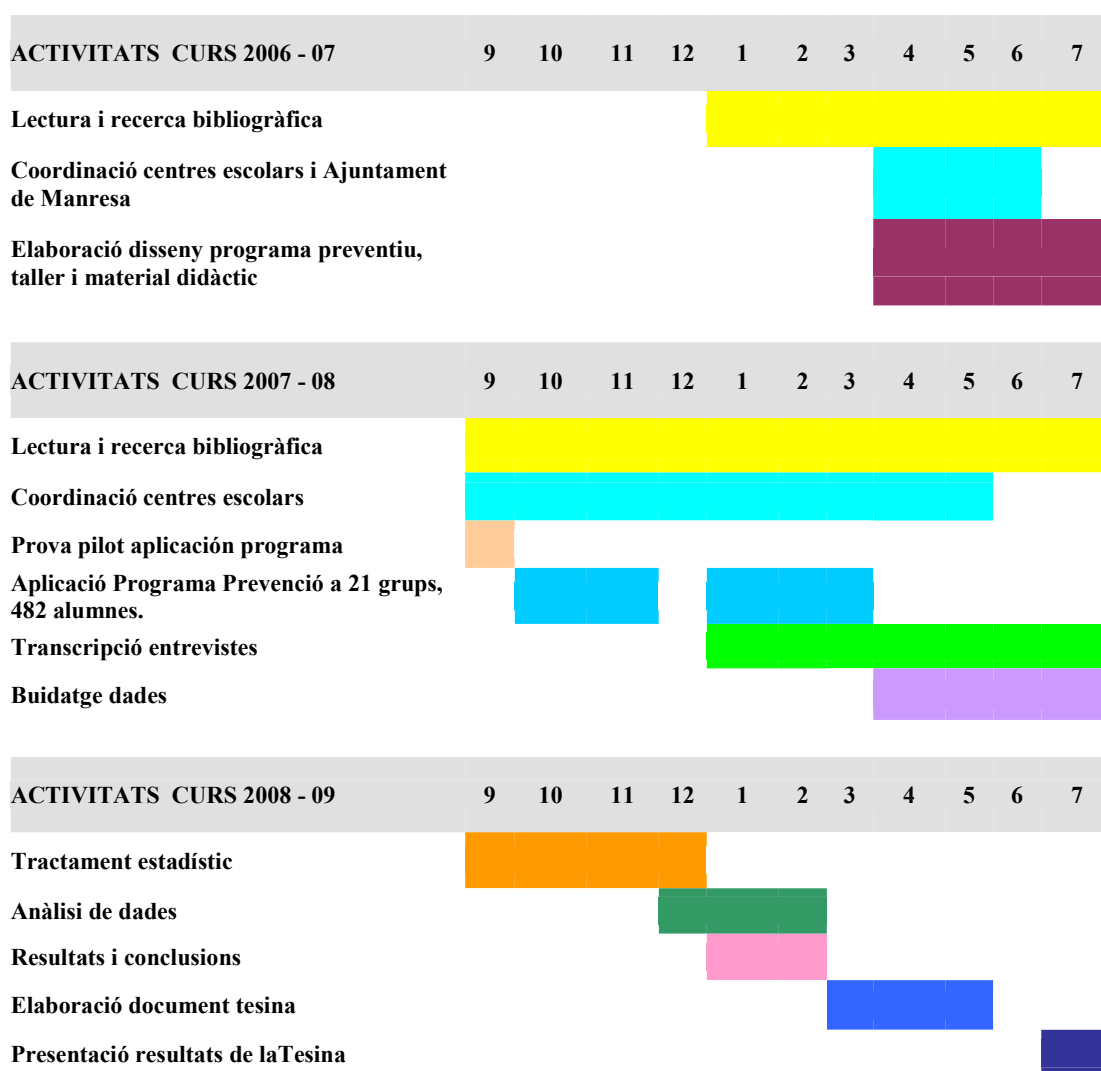 ACTIVITATS CURS 2006 - 07 9 10 11 12 1 2 3 4 5 6 7
Lectura i recerca bibliogràfica
Coordinació centres escolars i Ajuntament
de Manresa
Elaboració disseny programa preventiu,
taller i material didàctic
ACTIVITATS CURS 2007 - 08 9 10 11 12 1 2 3 4 5 6 7
Lectura i recerca bibliogràfica
Coordinació centres escolars
Prova pilot aplicación programa
Aplicació Programa Prevenció a 21 grups,
482 alumnes.
Transcripció entrevistes
Buidatge dades
ACTIVITATS CURS 2008 - 09 9 10 11 12 1 2 3 4 5 6 7
Tractament estadístic
Anàlisi de dades
Resultats i conclusions
Elaboració document tesina
Presentació resultats de laTesina